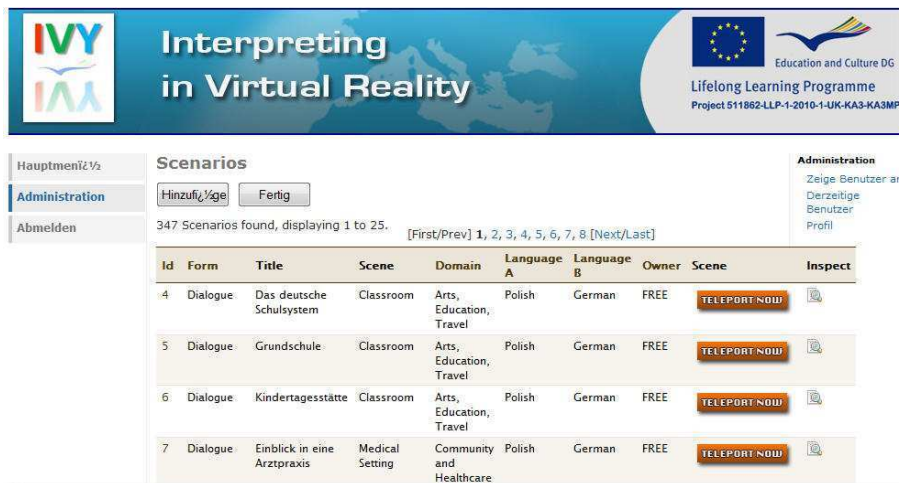 IVY
Interpreting
in Virtual Reality
Education and Culture DG
Lifelong Learning Programme
Project 511862-LLP-1-2010-1-UK-KA3-KA3MP
Hauptmenï¿½
Administration
Abmelden
Scenarios
Hinzufï¿½ge
Fertig
347 Scenarios found, displaying 1 to 25.
[First/Prev] 1, 2, 3, 4, 5, 6, 7, 8 [Next/Last]
Administration
Zeige Benutzer an
Derzeitige
Benutzer
Profil
Id Form Title Scene Domain Language A Language B Owner Scene Inspect
4 Dialogue Das deutsche Schulsystem Classroom Arts, Education, Travel Polish German FREE TELEPORT NOW
5 Dialogue Grundschule Classroom Arts, Education, Travel Polish German FREE TELEPORT NOW
6 Dialogue Kindertagesstätte Classroom Arts, Education, Travel Polish German FREE TELEPORT NOW
7 Dialogue Einblick in eine Arztpraxis Medical Setting Community and Healthcare Polish German FREE TELEPORT NOW